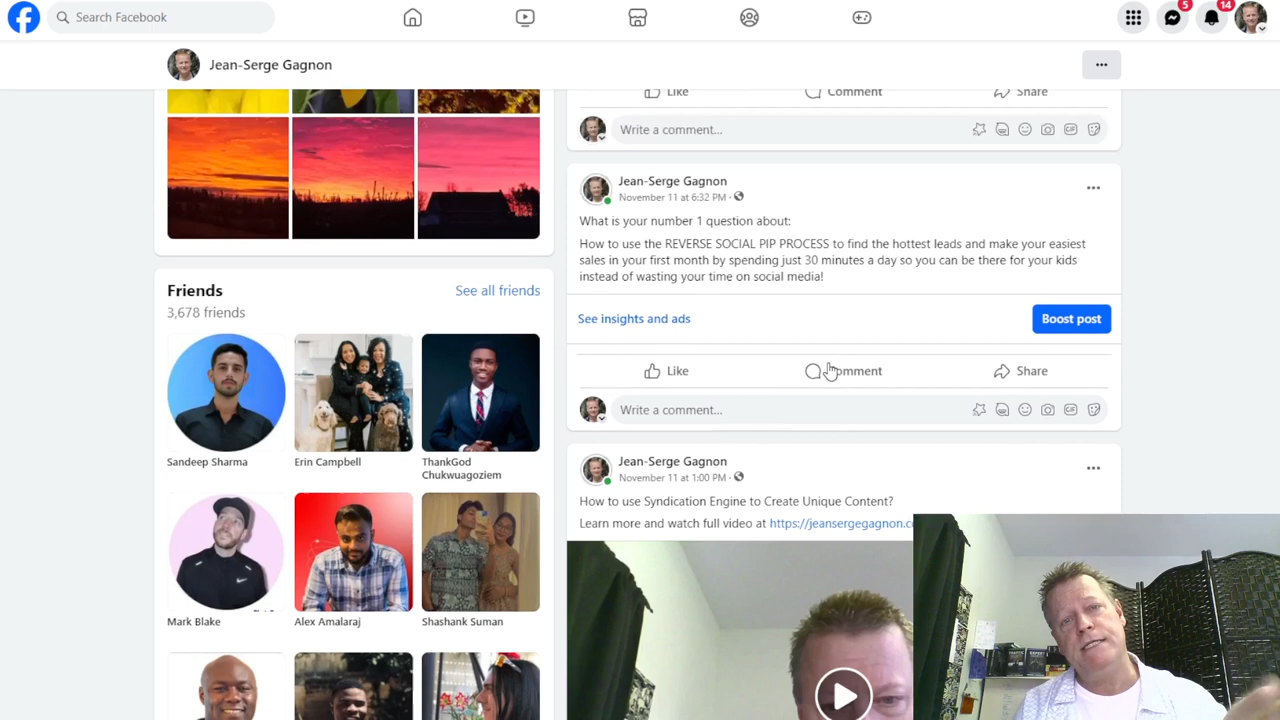 Search Facebook
5
14
Jean-Serge Gagnon
Like
Comment
Share
Write a comment...
Friends
See all friends
3,678 friends
Sandeep Sharma
Erin Campbell
ThankGod
Chukwuagoziem
Mark Blake
Alex Amalaraj
Shashank Suman
Jean-Serge Gagnon
November 11 at 6:32 PM ·
What is your number 1 question about:
How to use the REVERSE SOCIAL PIP PROCESS to find the hottest leads and make your easiest
sales in your first month by spending just 30 minutes a day so you can be there for your kids
instead of wasting your time on social media!
See insights and ads
Boost post
Like
Comment
Share
Write a comment...
Jean-Serge Gagnon
November 11 at 1:00 PM ·
How to use Syndication Engine to Create Unique Content?
Learn more and watch full video at https://jeansergegagnon.c